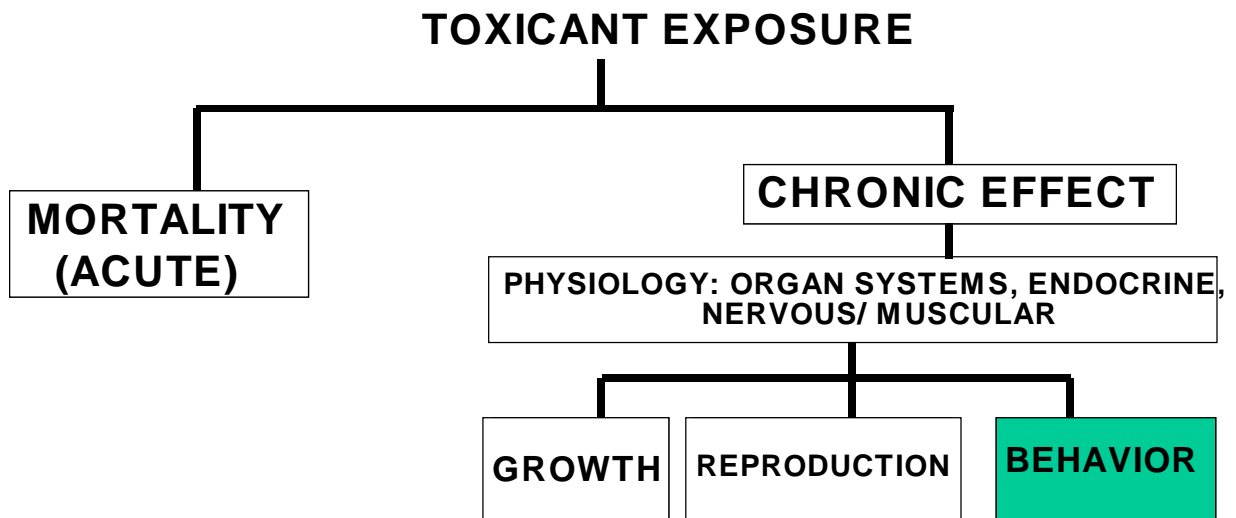 TOXICANT EXPOSURE
MORTALITY
(ACUTE)
CHRONIC EFFECT
PHYSIOLOGY: ORGAN SYSTEMS, ENDOCRINE,
NERVOUS/ MUSCULAR
GROWTH
REPRODUCTION
BEHAVIOR